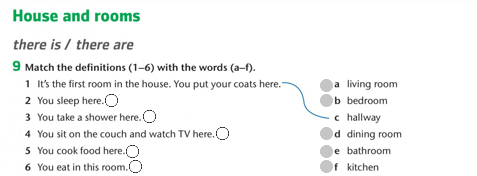 House and rooms
there is / there are
9 Match the definitions (1–6) with the words (a–f).
1 It's the first room in the house. You put your coats here. a living room
2 You sleep here. b bedroom
3 You take a shower here. c hallway
4 You sit on the couch and watch TV here. d dining room
5 You cook food here. e bathroom
6 You eat in this room. f kitchen